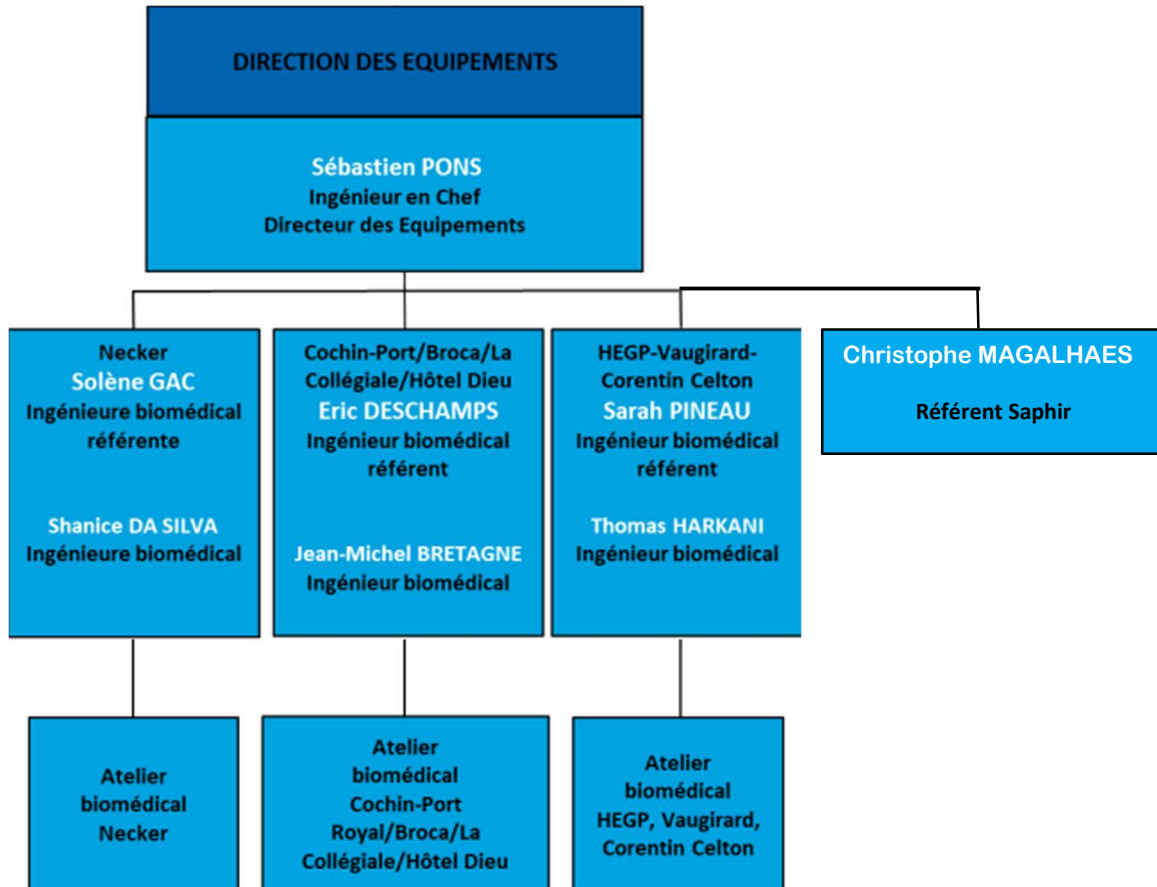 DIRECTION DES EQUIPEMENTS
Sébastien PONS
Ingénieur en Chef
Directeur des Equipements
Necker
Solène GAC
Ingénieure biomédical
référente
Shanice DA SILVA
Ingénieure biomédical
Cochin-Port/Broca/La
Collégiale/Hôtel Dieu
Eric DESCHAMPS
Ingénieur biomédical
référent
Jean-Michel BRETAGNE
Ingénieur biomédical
HEGP-Vaugirard-
Corentin Celton
Sarah PINEAU
Ingénieur biomédical
référent
Thomas HARKANI
Ingénieur biomédical
Christophe MAGALHAES
Référent Saphir
Atelier
biomédical
Necker
Atelier
biomédical
Cochin-Port
Royal/Broca/La
Collégiale/Hôtel Dieu
Atelier
biomédical
HEGP, Vaugirard,
Corentin Celton